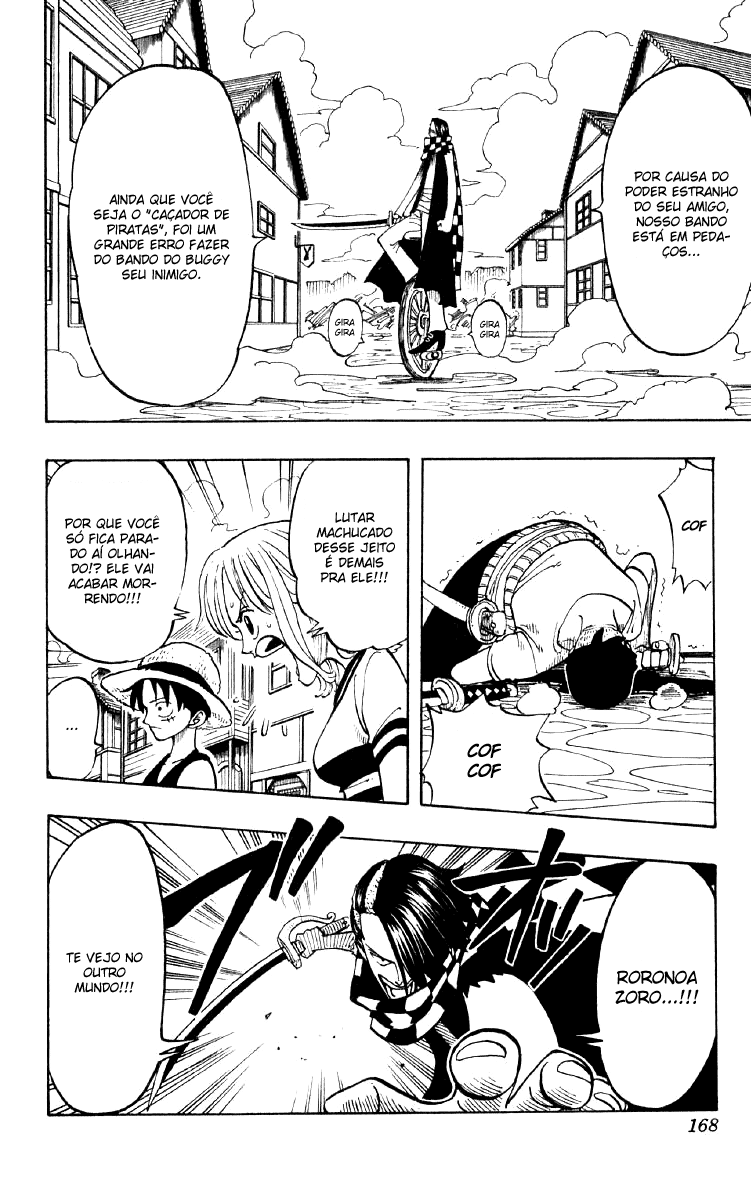 POR CAUSA DO
PODER ESTRANHO
DO SEU AMIGO,
NOSSO BANDO
ESTÁ EM PEDA-
ÇOS...
AINDA QUE VOCÊ
SEJA O "CAÇADOR DE
PIRATAS", FOI UM
GRANDE ERRO FAZER
DO BANDO DO BUGGY
SEU INIMIGO.
GIRA
GIRA
GIRA
GIRA
COF
COF
COF
LUTAR
MACHUCADO
DESSE JEITO
É DEMAIS
PRA ELE!!!
POR QUE VOCÊ
SÓ FICA PARA-
DO AÍ OLHAN-
DO!? ELE VAI
ACABAR MOR-
RENDO!!!
...
RORONOA
ZORO...!!!
TE VEJO NO
OUTRO
MUNDO!!!
168